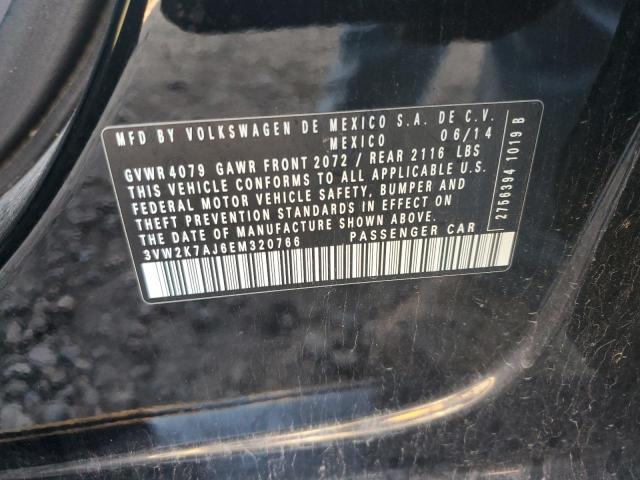 MFD BY VOLKSWAGEN DE MEXICO S.A. DE C.V.
MEXICO 06/14
GVWR 4079 GAWR FRONT 2072 / REAR 2116 LBS
THIS VEHICLE CONFORMS TO ALL APPLICABLE U.S.
FEDERAL MOTOR VEHICLE SAFETY, BUMPER AND
THEFT PREVENTION STANDARDS IN EFFECT ON
THE DATE OF MANUFACTURE SHOWN ABOVE.
3VW2K7AJ6EM320766 PASSENGER CAR
2756394 1019 B